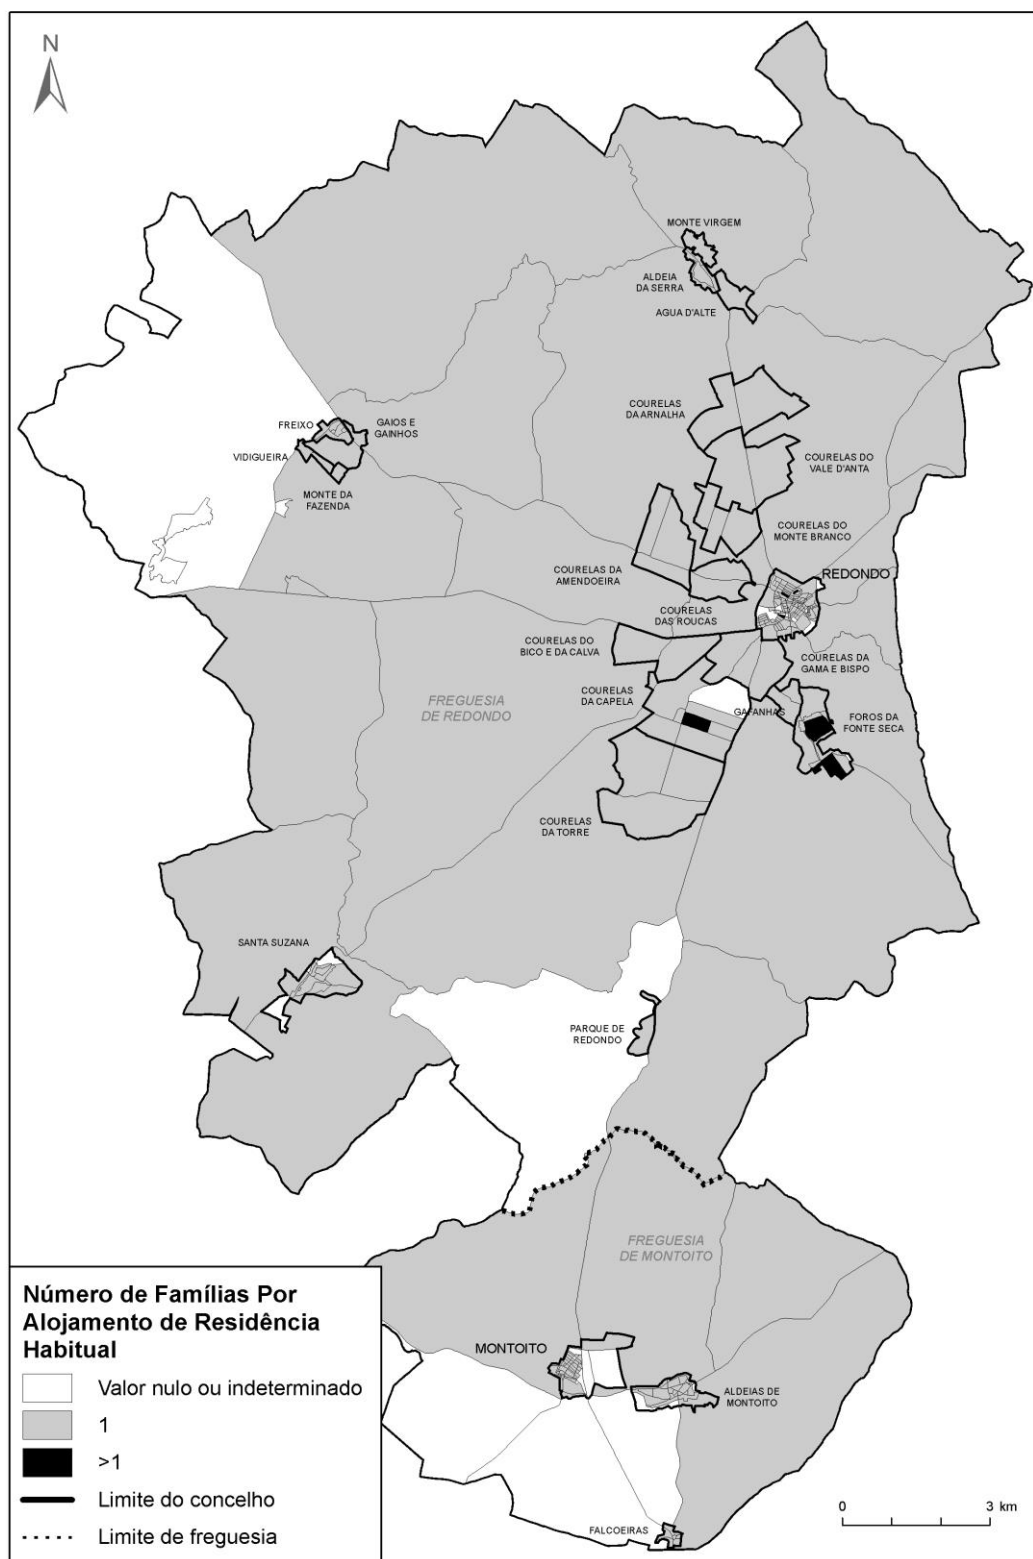 N
MONTE VIRGEM
ALDEIA
DA SERRA
AGUA D'ALTE
COURELAS
DA ARNALHA
FREIXO
GAIOS E
GAINHOS
VIDIGUEIRA
COURELAS DO
VALE D'ANTA
MONTE DA
FAZENDA
COURELAS DO
MONTE BRANCO
COURELAS DA
AMENDOEIRA
REDONDO
COURELAS
DAS ROUCAS
COURELAS DO
BICO E DA CALVA
COURELAS DA
GAMA E BISPO
COURELAS
DA CAPELA
FREGUESIA
DE REDONDO
GAFANHAS
FOROS DA
FONTE SECA
COURELAS
DA TORRE
SANTA SUZANA
PARQUE DE
REDONDO
FREGUESIA
DE MONTOITO
MONTOITO
ALDEIAS DE
MONTOITO
FALCOEIRAS
Número de Famílias Por
Alojamento de Residência
Habitual
Valor nulo ou indeterminado
1
>1
Limite do concelho
Limite de freguesia
0 3 km